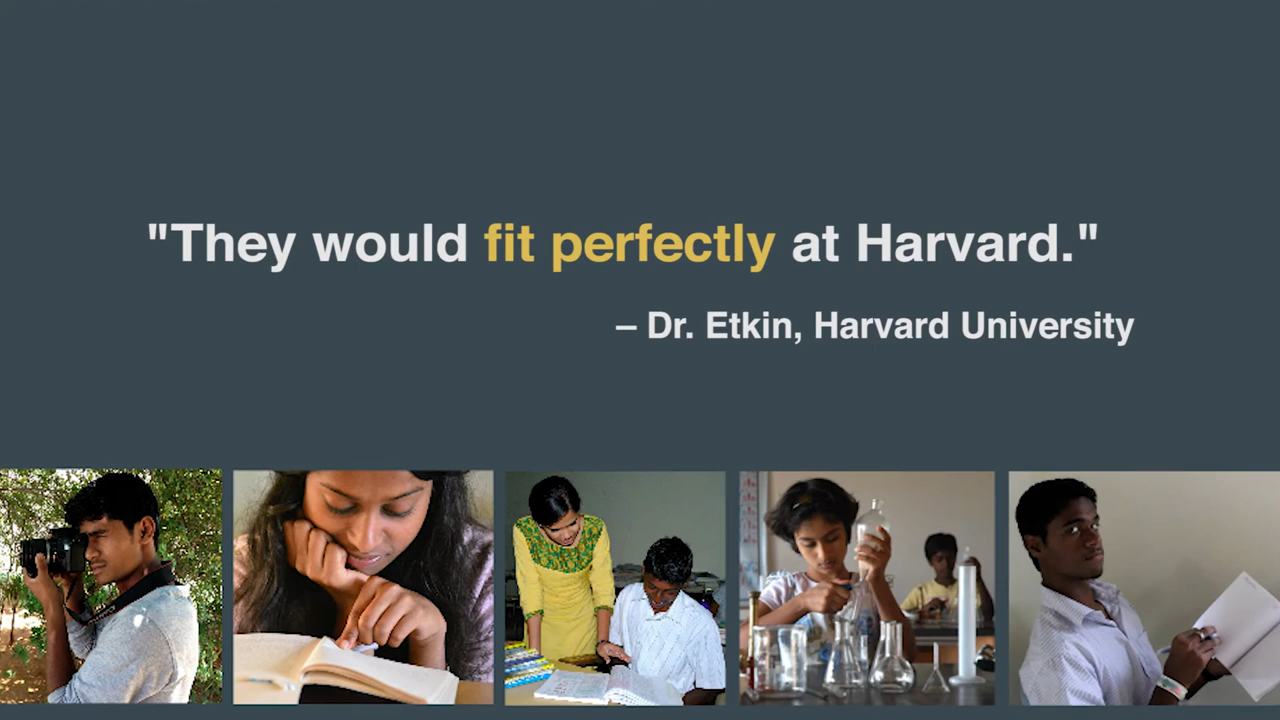 "They would fit perfectly at Harvard."
– Dr. Etkin, Harvard University